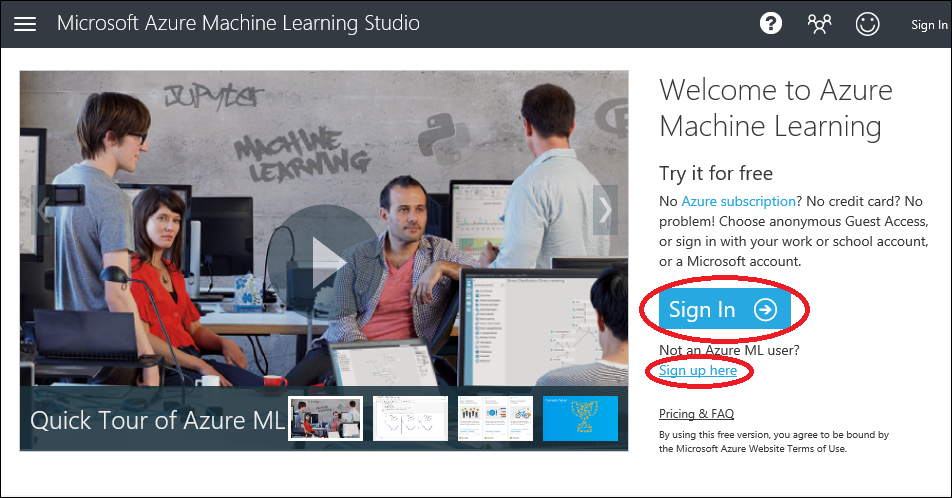 Microsoft Azure Machine Learning Studio
?
Sign In
JUPYTER
MACHINE
LEARNING
Quick Tour of Azure ML
Welcome to Azure
Machine Learning
Try it for free
No Azure subscription? No credit card? No
problem! Choose anonymous Guest Access,
or sign in with your work or school account,
or a Microsoft account.
Sign In
Not an Azure ML user?
Sign up here
Pricing & FAQ
By using this free version, you agree to be bound by
the Microsoft Azure Website Terms of Use.